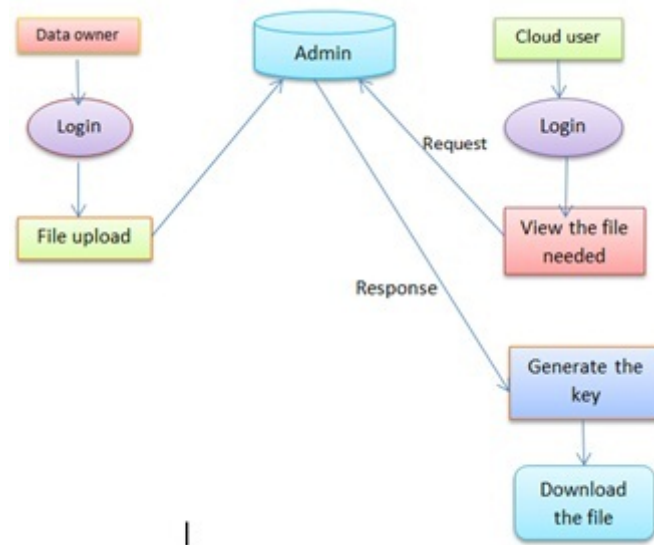 Data owner
Admin
Cloud user
Login
Login
Request
File upload
View the file
needed
Response
Generate the
key
Download
the file